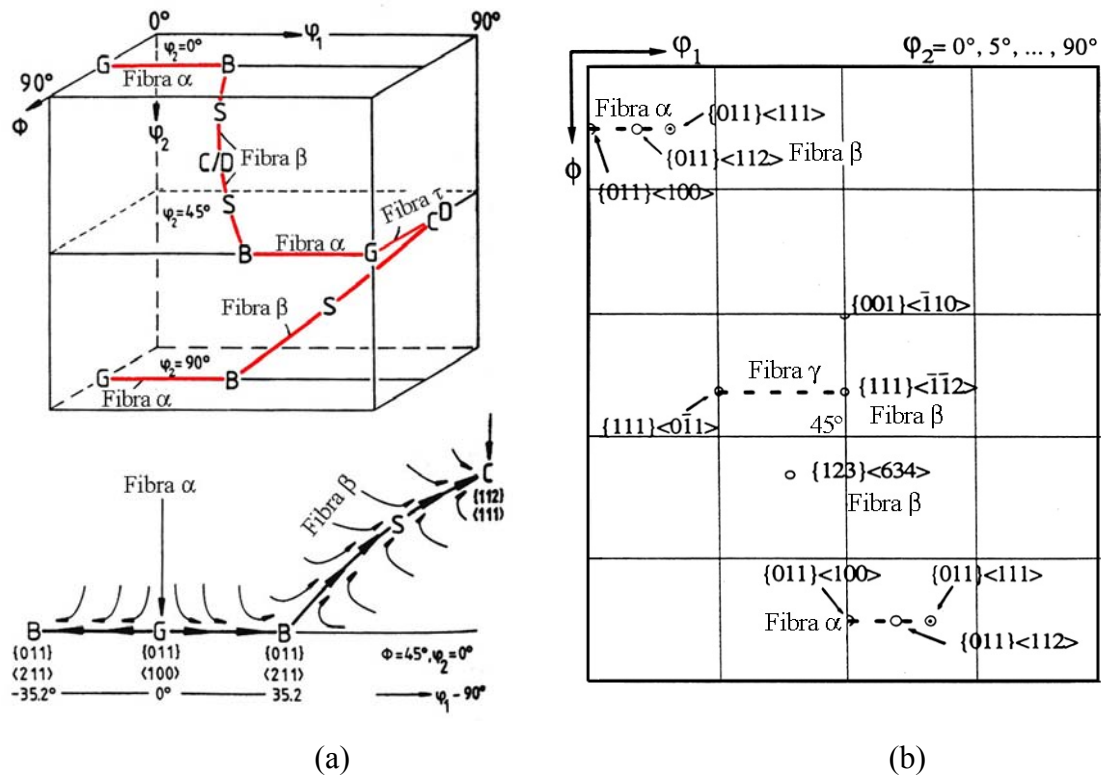 0°
φ₁
90°
φ₂=0°
G
B
Fibra α
90°
Φ
φ₂
S
C/D
Fibra β
S
φ₂=45°
Fibra τ
CD
B
Fibra α
G
Fibra β
S
φ₂=90°
G
B
Fibra α
Fibra α
Fibra β
C
{112}
⟨111⟩
S
B
G
B
{011} {011} {011} Φ=45°,φ₂=0°
⟨211⟩ ⟨100⟩ ⟨211⟩
-35.2° 0° 35.2 φ₁-90°
(a)
φ₁
φ₂= 0°, 5°, ... , 90°
ϕ
Fibra α
{011}<111>
{011}<112>
Fibra β
{011}<100>
{001}<1̄10>
Fibra γ
{111}<1̄1̄2>
{111}<01̄1>
45°
Fibra β
{123}<634>
Fibra β
{011}<100>
{011}<111>
Fibra α
{011}<112>
(b)